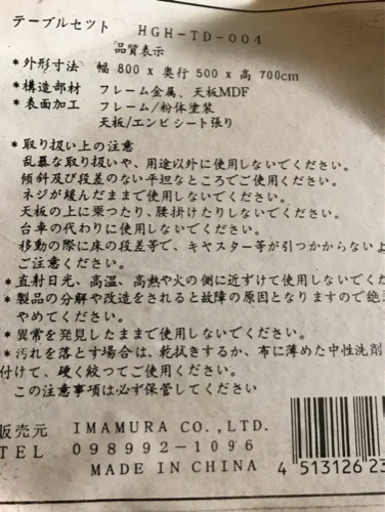 テーブルセット HGH-TD-004
品質表示
*外形寸法 幅 800 x 奥行 500 x 高 700cm
*構造部材 フレーム金属、天板MDF
*表面加工 フレーム/粉体塗装
天板/エンビシート張り
*取り扱い上の注意
乱暴な取り扱いや、用途以外に使用しないでください。
傾斜及び段差のない平坦なところでご使用ください。
ネジが緩んだままで使用しないでください。
天板の上に乗ったり、腰掛けたりしないでください。
台車の代わりに使用しないでください。
移動の際に床の段差等で、キャスター等が引つかからないよ
ご注意ください。
*直射日光、高温、高熱や火の側に近ずけて使用しないでくだ
*製品の分解や改造をされると故障の原因となりますので絶
やめてください。
*異常を発見したままで使用しないでください。
*汚れを落とす場合は、乾拭きするか、布に薄めた中性洗剤
付けて、硬く絞ってご使用ください。
この注意事項は必ず保管してください
販売元 IMAMURA CO.,LTD.
TEL 098992-1096
MADE IN CHINA
4 513126 23